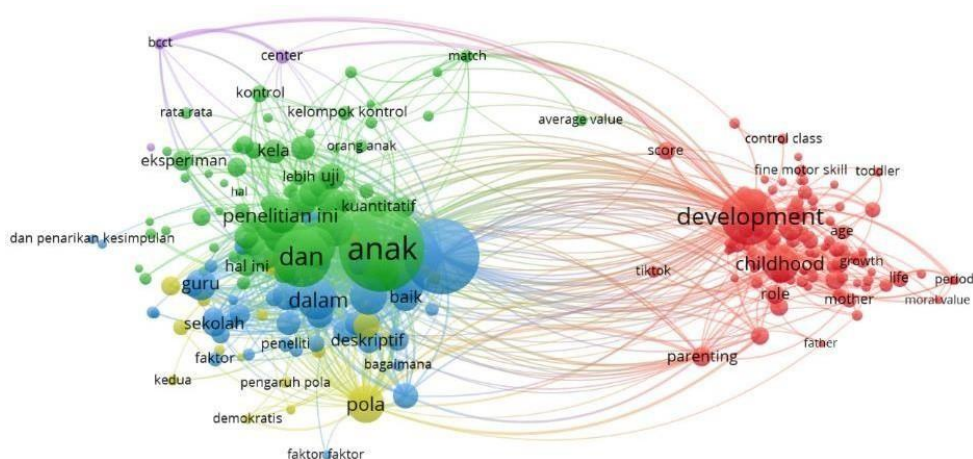 bcct
center
match
kontrol
rata rata
kelompok kontrol
average value
eksperiman
kela
orang anak
score
control class
fine motor skill
toddler
lebih uji
hal
penelitian ini
kuantitatif
development
age
dan penarikan kesimpulan
dan
anak
hal ini
childhood
growth
tiktok
life
period
guru
dalam
baik
role
mother
moral value
sekolah
peneliti
deskriptif
faktor
bagaimana
parenting
father
kedua
pengaruh pola
pola
demokratis
faktor faktor